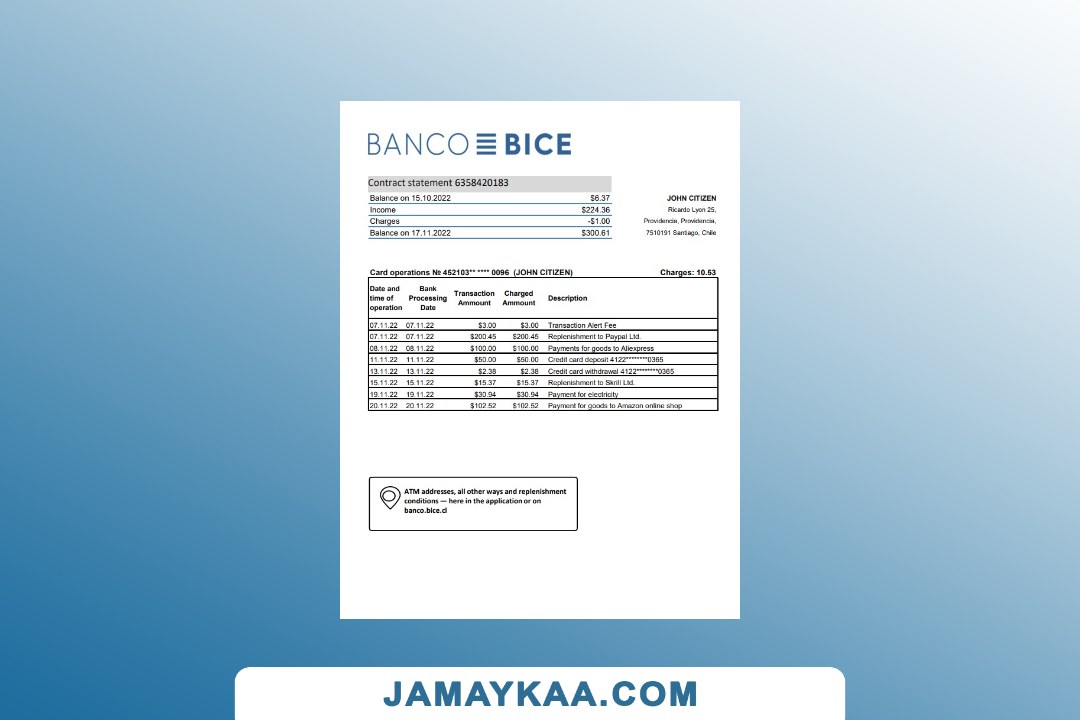 BANCO BICE
Contract statement 6358420183
Balance on 15.10.2022 $6.37 JOHN CITIZEN
Income $224.36 Ricardo Lyon 25,
Charges -$1.00 Providencia, Providencia,
Balance on 17.11.2022 $300.61 7510191 Santiago, Chile
Card operations № 452103** **** 0096 (JOHN CITIZEN) Charges: 10.53
Date and time of operation Bank Processing Date Transaction Ammount Charged Ammount Description
07.11.22 07.11.22 $3.00 $3.00 Transaction Alert Fee
07.11.22 07.11.22 $200.45 $200.45 Replenishment to Paypal Ltd.
08.11.22 08.11.22 $100.00 $100.00 Payments for goods to Aliexpress
11.11.22 11.11.22 $50.00 $50.00 Credit card deposit 4122********0365
13.11.22 13.11.22 $2.38 $2.38 Credit card withdrawal 4122********0365
15.11.22 15.11.22 $15.37 $15.37 Replenishment to Skrill Ltd.
19.11.22 19.11.22 $30.94 $30.94 Payment for electricity
20.11.22 20.11.22 $102.52 $102.52 Payment for goods to Amazon online shop
ATM addresses, all other ways and replenishment
conditions — here in the application or on
banco.bice.cl
JAMAYKAA.COM